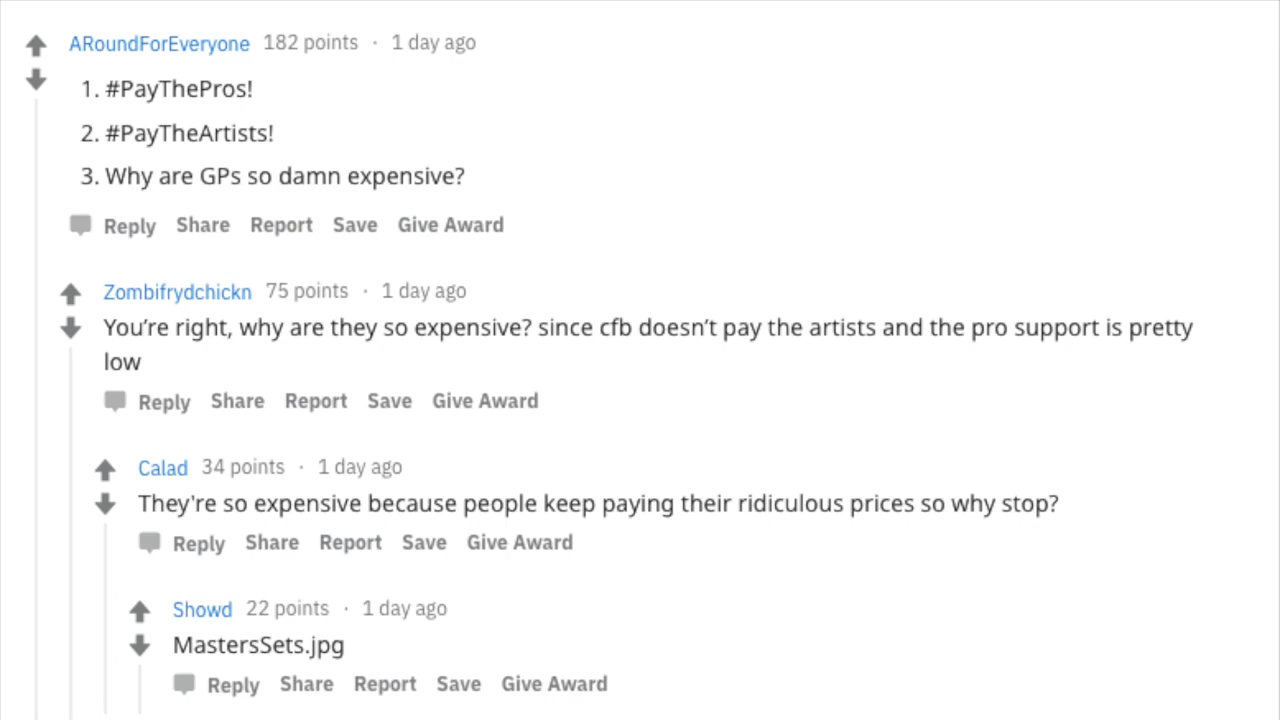 ARoundForEveryone 182 points · 1 day ago
1. #PayThePros!
2. #PayTheArtists!
3. Why are GPs so damn expensive?
Reply Share Report Save Give Award
Zombifrydchickn 75 points · 1 day ago
You’re right, why are they so expensive? since cfb doesn’t pay the artists and the pro support is pretty
low
Reply Share Report Save Give Award
Calad 34 points · 1 day ago
They're so expensive because people keep paying their ridiculous prices so why stop?
Reply Share Report Save Give Award
Showd 22 points · 1 day ago
MastersSets.jpg
Reply Share Report Save Give Award